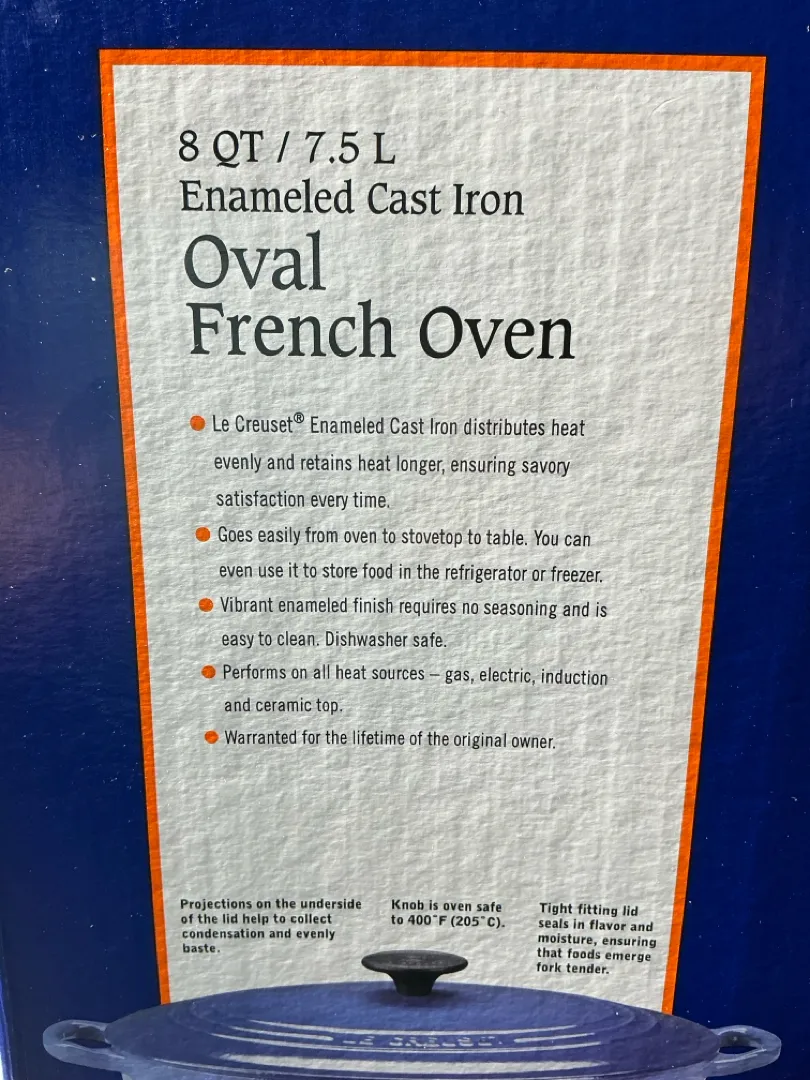 8 QT / 7.5 L
Enameled Cast Iron
Oval
French Oven
Le Creuset® Enameled Cast Iron distributes heat
evenly and retains heat longer, ensuring savory
satisfaction every time.
Goes easily from oven to stovetop to table. You can
even use it to store food in the refrigerator or freezer.
Vibrant enameled finish requires no seasoning and is
easy to clean. Dishwasher safe.
Performs on all heat sources – gas, electric, induction
and ceramic top.
Warranted for the lifetime of the original owner.
Projections on the underside
of the lid help to collect
condensation and evenly
baste.
Knob is oven safe
to 400°F (205°C).
Tight fitting lid
seals in flavor and
moisture, ensuring
that foods emerge
fork tender.
LE CREUSET